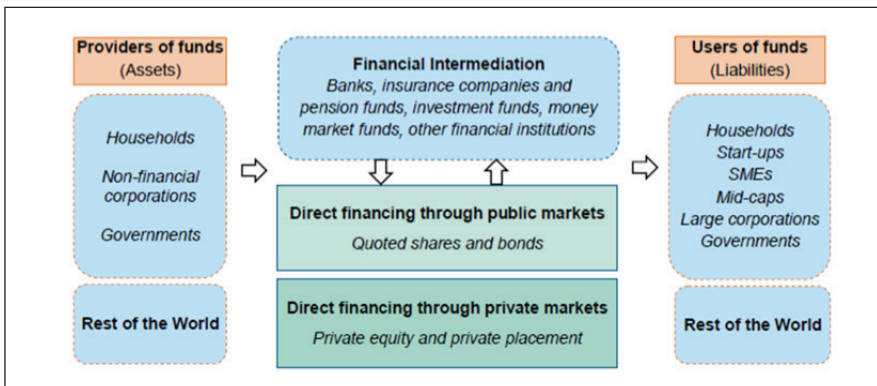 Providers of funds
(Assets)
Households
Non-financial
corporations
Governments
Rest of the World
Financial Intermediation
Banks, insurance companies and
pension funds, investment funds, money
market funds, other financial institutions
Direct financing through public markets
Quoted shares and bonds
Direct financing through private markets
Private equity and private placement
Users of funds
(Liabilities)
Households
Start-ups
SMEs
Mid-caps
Large corporations
Governments
Rest of the World